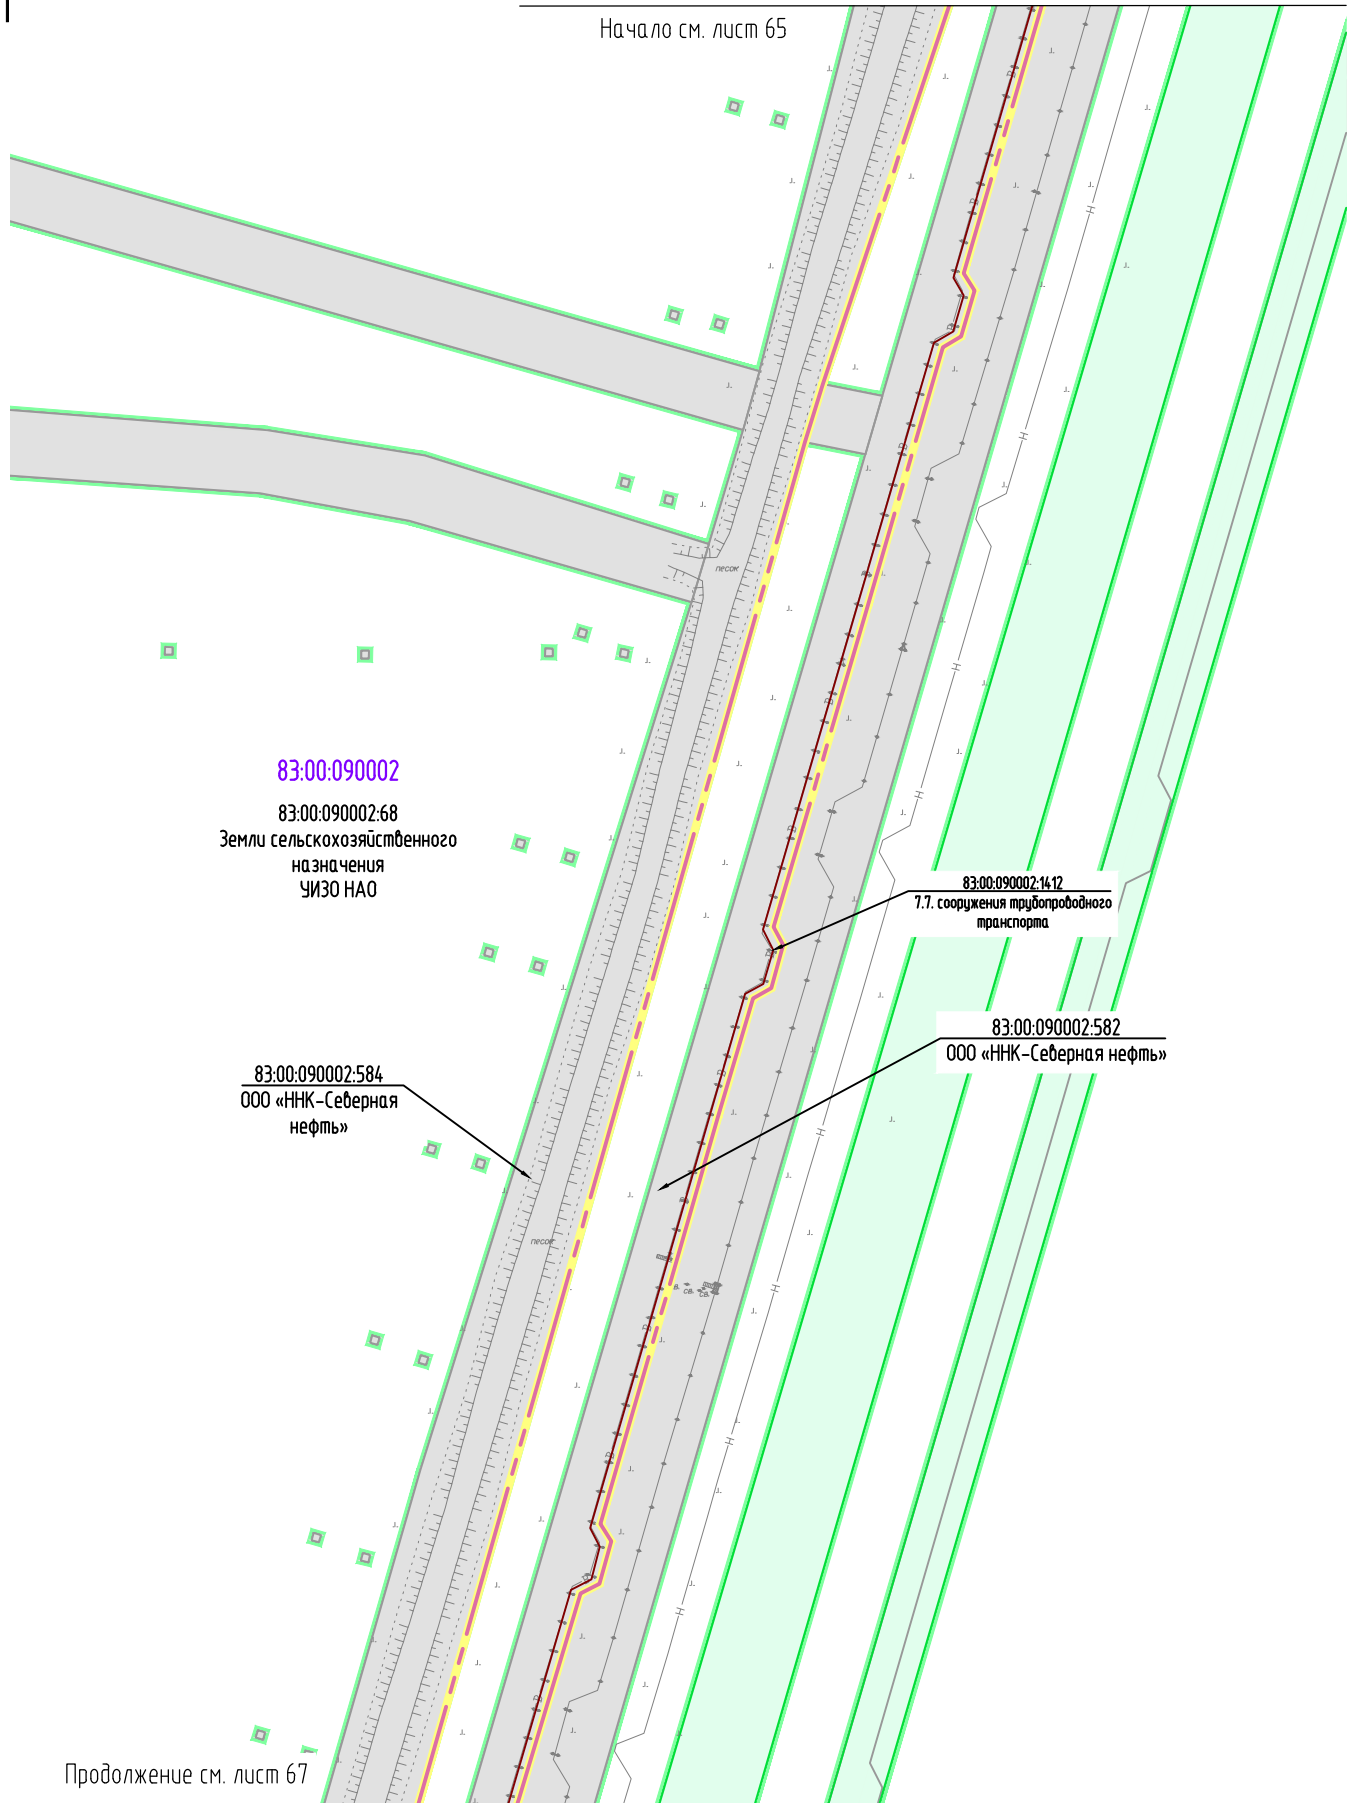 Начало см. лист 65
песок
83:00:090002
83:00:090002:68
Земли сельскохозяйственного
назначения
УИЗО НАО
83:00:090002:1412
7.7. сооружения трубопроводного
транспорта
83:00:090002:582
ООО «ННК-Северная нефть»
83:00:090002:584
ООО «ННК-Северная
нефть»
песок
св.
св.
Н
Н
Н
Н
Н
Н
Н
Н
Продолжение см. лист 67